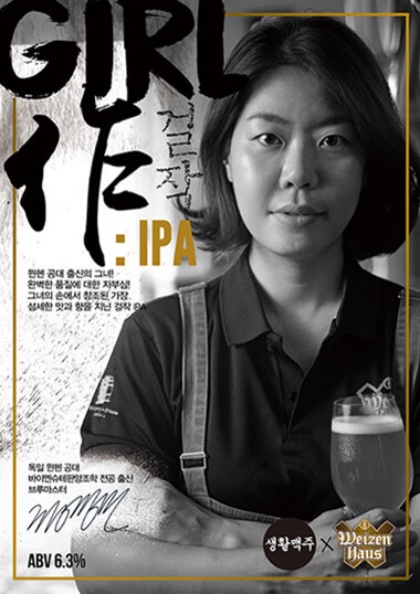 GIRL
作
걸작
: IPA
뮌헨 공대 출신의 그녀!
완벽한 품질에 대한 자부심!
그녀의 손에서 창조된 가장
섬세한 맛과 향을 지닌 걸작 IPA
독일 뮌헨 공대
바이엔슈테판양조학 전공 출신
브루마스터
ABV 6.3%
생활맥주 X Weizen
Haus